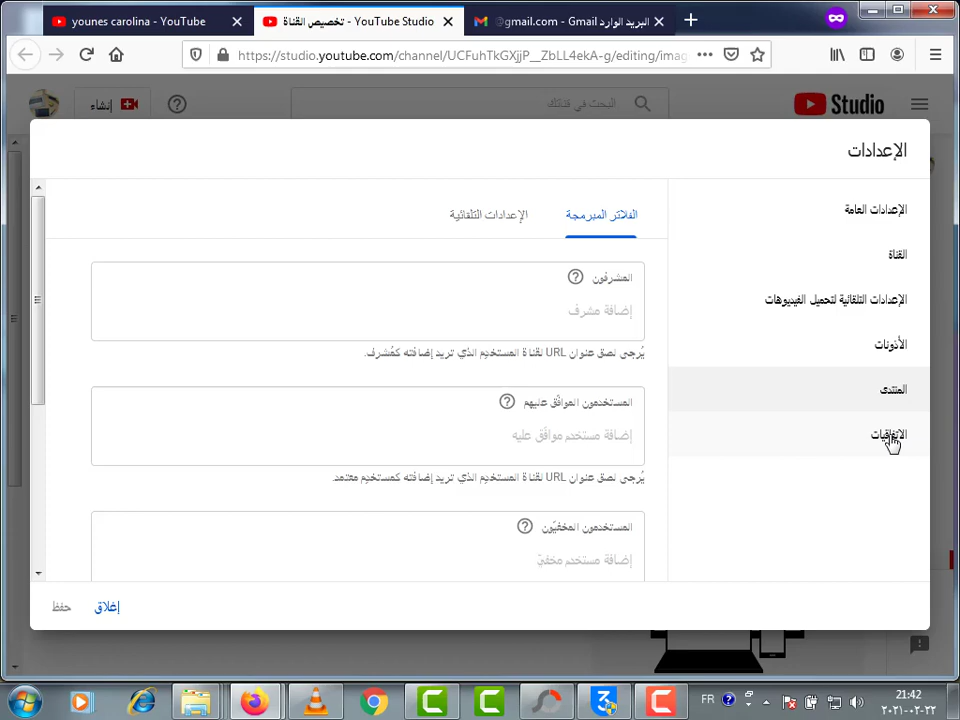 younes carolina - YouTube
تخصيص القناة - YouTube Studio
البريد الوارد @gmail.com - Gmail
https://studio.youtube.com/channel/UCFuhTkGXjjP__ZbLL4ekA-g/editing/imag
إنشاء
البحث في قناتك
Studio
الإعدادات
الإعدادات العامة
القناة
الإعدادات التلقائية لتحميل الفيديوهات
الأذونات
المنتدى
الاتفاقيات
الفلاتر المبرمجة
الإعدادات التلقائية
المشرفون
إضافة مشرف
يُرجى لصق عنوان URL لقناة المستخدم الذي تريد إضافته كمُشرف.
المستخدمون الموافَق عليهم
إضافة مستخدم موافَق عليه
يُرجى لصق عنوان URL لقناة المستخدم الذي تريد إضافته كمستخدم معتمد.
المستخدمون المخفيّون
إضافة مستخدم مخفيّ
إغلاق
حفظ
FR
21:42
٢٠٢١-٠٢-٢٢